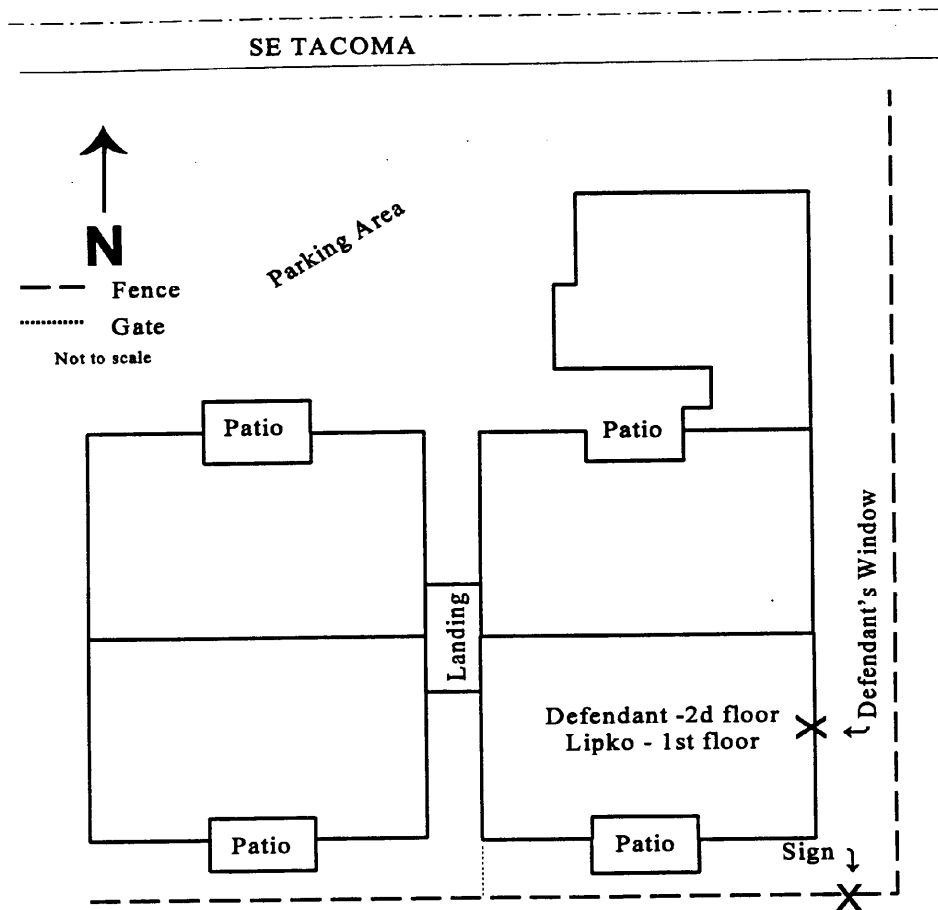 SE TACOMA
N
Parking Area
Fence
Gate
Not to scale
Patio
Patio
Landing
Defendant's Window
Defendant -2d floor
Lipko - 1st floor
Patio
Patio
Sign